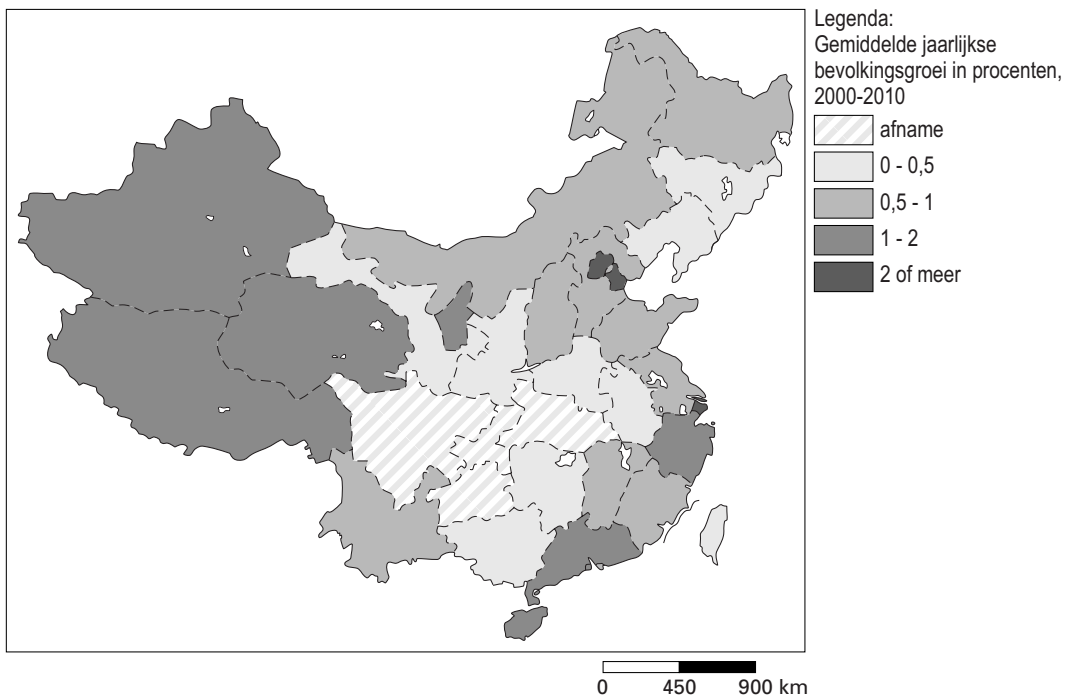 Legenda:
Gemiddelde jaarlijkse
bevolkingsgroei in procenten,
2000-2010
afname
0 - 0,5
0,5 - 1
1 - 2
2 of meer
0 450 900 km